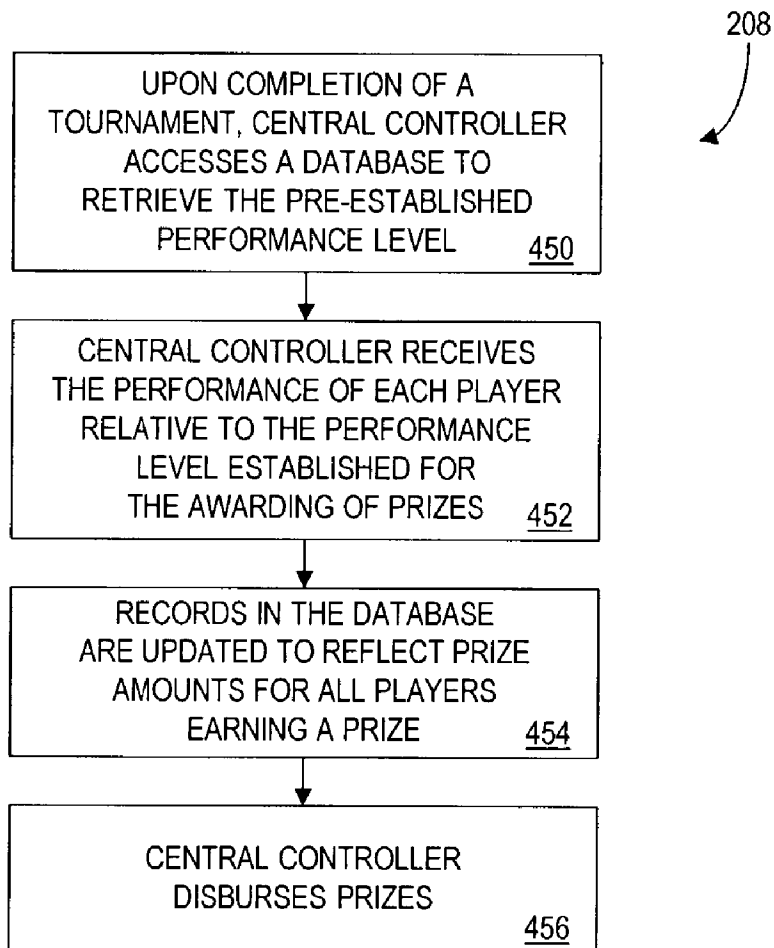 208
UPON COMPLETION OF A
TOURNAMENT, CENTRAL CONTROLLER
ACCESSES A DATABASE TO
RETRIEVE THE PRE-ESTABLISHED
PERFORMANCE LEVEL
450
CENTRAL CONTROLLER RECEIVES
THE PERFORMANCE OF EACH PLAYER
RELATIVE TO THE PERFORMANCE
LEVEL ESTABLISHED FOR
THE AWARDING OF PRIZES
452
RECORDS IN THE DATABASE
ARE UPDATED TO REFLECT PRIZE
AMOUNTS FOR ALL PLAYERS
EARNING A PRIZE
454
CENTRAL CONTROLLER
DISBURSES PRIZES
456